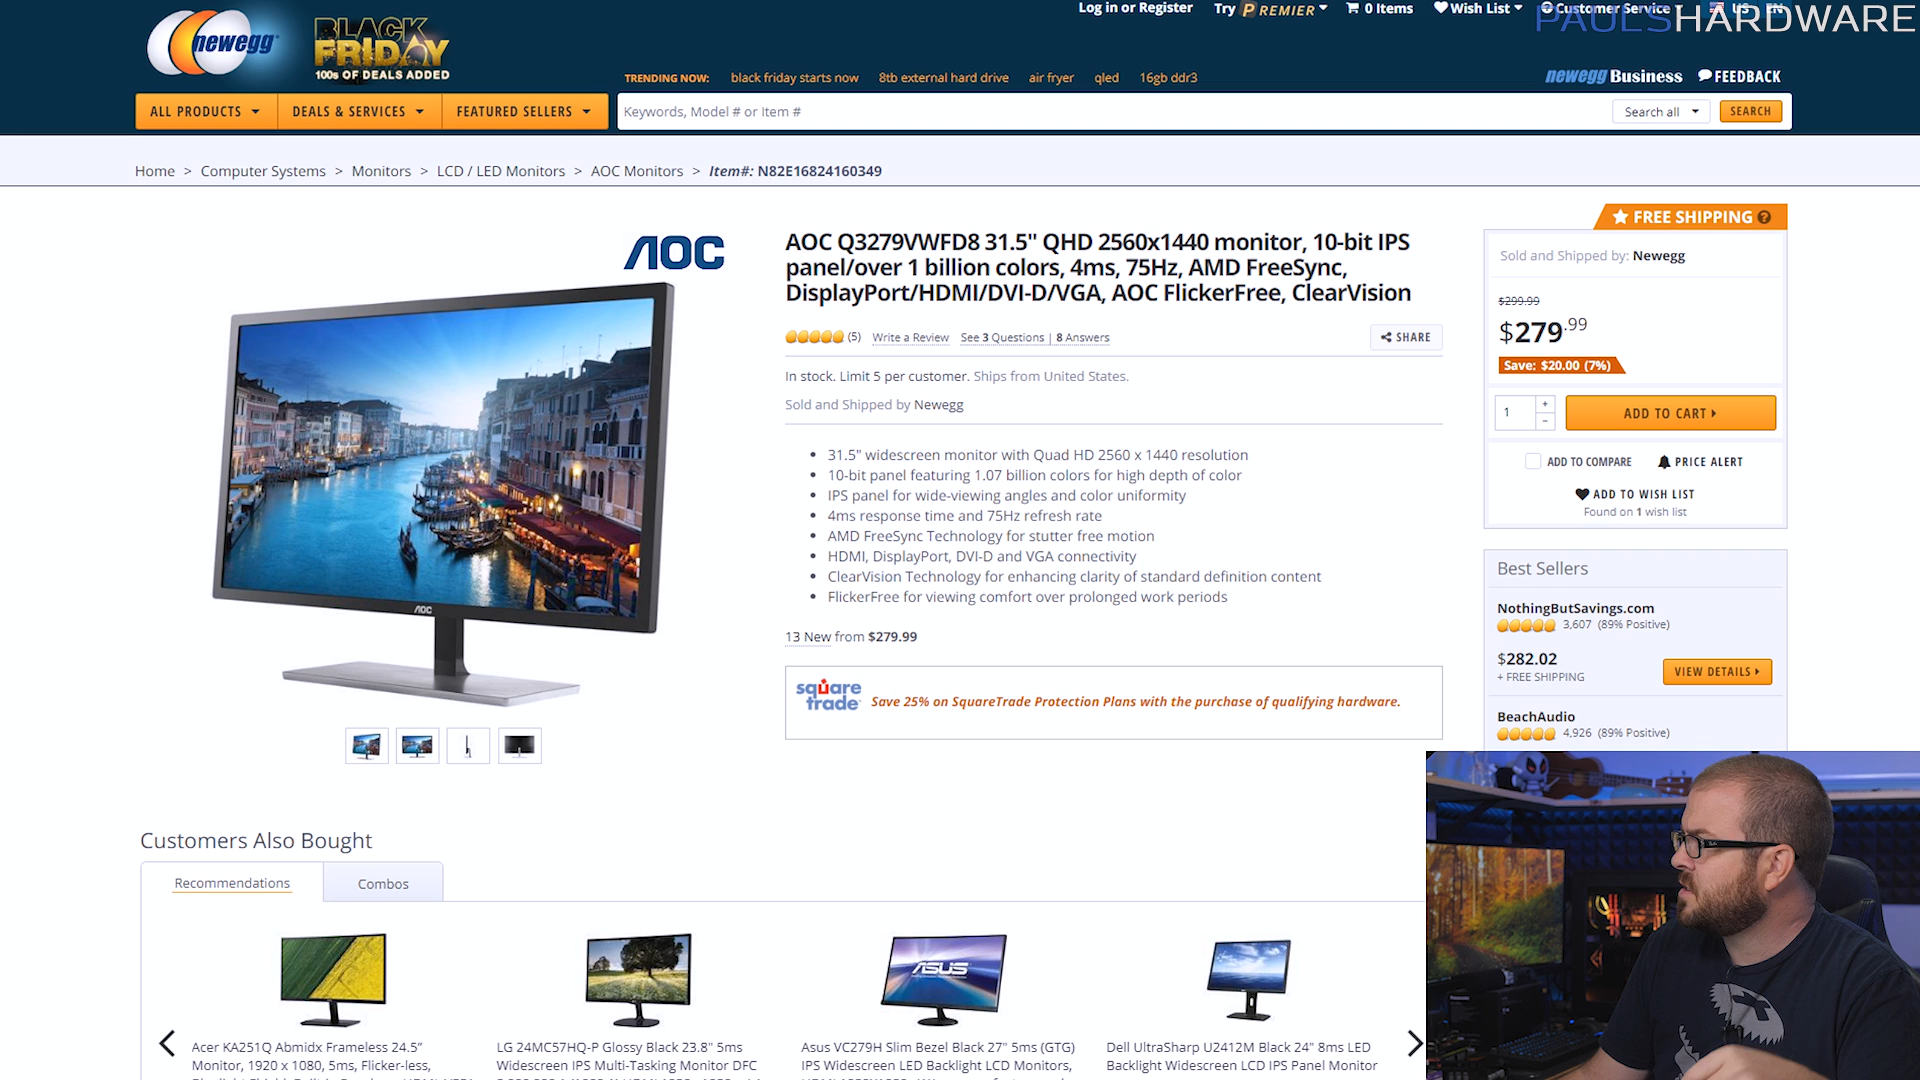 Log in or Register
Try PREMIER
0 Items
Wish List
Customer Service
US
EN
PAULSHARDWARE
newegg
BLACK FRIDAY
100s OF DEALS ADDED
TRENDING NOW: black friday starts now 8tb external hard drive air fryer qled 16gb ddr3
newegg Business FEEDBACK
ALL PRODUCTS DEALS & SERVICES FEATURED SELLERS
Keywords, Model # or Item #
Search all SEARCH
Home > Computer Systems > Monitors > LCD / LED Monitors > AOC Monitors > Item#: N82E16824160349
AOC
AOC
AOC Q3279VWFD8 31.5" QHD 2560x1440 monitor, 10-bit IPS
panel/over 1 billion colors, 4ms, 75Hz, AMD FreeSync,
DisplayPort/HDMI/DVI-D/VGA, AOC FlickerFree, ClearVision
(5) Write a Review See 3 Questions | 8 Answers
SHARE
In stock. Limit 5 per customer. Ships from United States.
Sold and Shipped by Newegg
• 31.5" widescreen monitor with Quad HD 2560 x 1440 resolution
• 10-bit panel featuring 1.07 billion colors for high depth of color
• IPS panel for wide-viewing angles and color uniformity
• 4ms response time and 75Hz refresh rate
• AMD FreeSync Technology for stutter free motion
• HDMI, DisplayPort, DVI-D and VGA connectivity
• ClearVision Technology for enhancing clarity of standard definition content
• FlickerFree for viewing comfort over prolonged work periods
13 New from $279.99
square trade
Save 25% on SquareTrade Protection Plans with the purchase of qualifying hardware.
FREE SHIPPING
Sold and Shipped by: Newegg
$299.99
$279.99
Save: $20.00 (7%)
1
+
-
ADD TO CART
ADD TO COMPARE PRICE ALERT
ADD TO WISH LIST
Found on 1 wish list
Best Sellers
NothingButSavings.com
3,607 (89% Positive)
$282.02
+ FREE SHIPPING
VIEW DETAILS
BeachAudio
4,926 (89% Positive)
Customers Also Bought
Recommendations Combos
Acer KA251Q Abmidx Frameless 24.5"
Monitor, 1920 x 1080, 5ms, Flicker-less,
LG 24MC57HQ-P Glossy Black 23.8" 5ms
Widescreen IPS Multi-Tasking Monitor DFC
ASUS
Asus VC279H Slim Bezel Black 27" 5ms (GTG)
IPS Widescreen LED Backlight LCD Monitors,
Dell UltraSharp U2412M Black 24" 8ms LED
Backlight Widescreen LCD IPS Panel Monitor